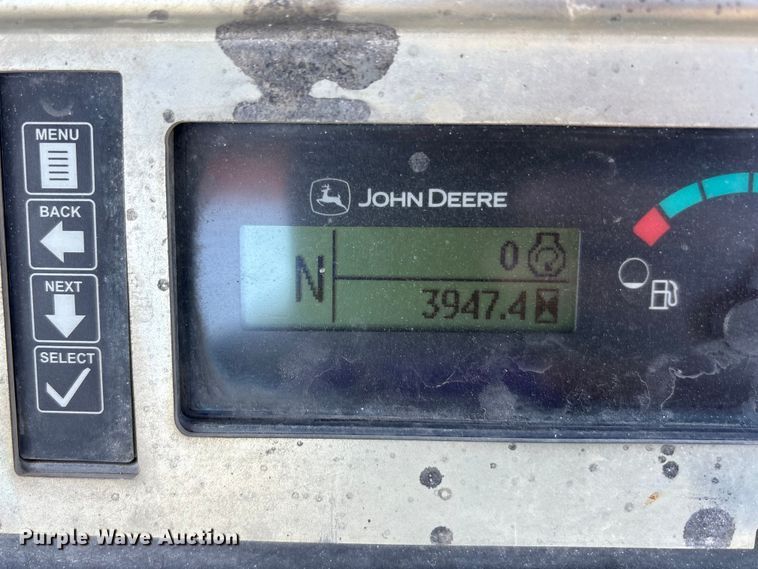 MENU
BACK
NEXT
SELECT
JOHN DEERE
N
0
3947.4
Purple Wave Auction